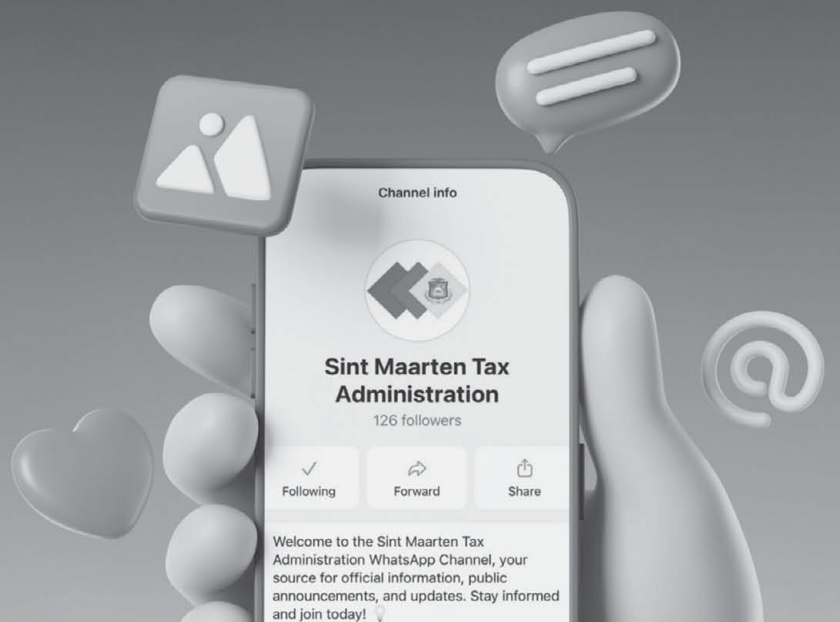 Channel info
Sint Maarten Tax
Administration
126 followers
Following
Forward
Share
Welcome to the Sint Maarten Tax
Administration WhatsApp Channel, your
source for official information, public
announcements, and updates. Stay informed
and join today! 💡